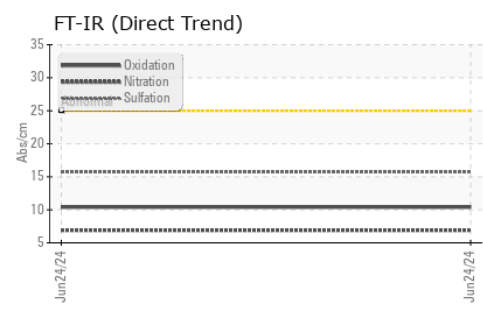 FT-IR (Direct Trend)
35
30
25
20
15
10
5
Abs/cm
Oxidation
Nitration
Sulfation
Abnormal
Jun24/24
Jun24/24